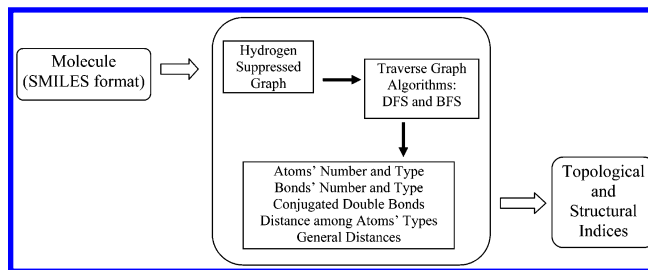 Molecule
(SMILES format)
Hydrogen
Suppressed
Graph
Traverse Graph
Algorithms:
DFS and BFS
Atoms’ Number and Type
Bonds’ Number and Type
Conjugated Double Bonds
Distance among Atoms’ Types
General Distances
Topological
and
Structural
Indices